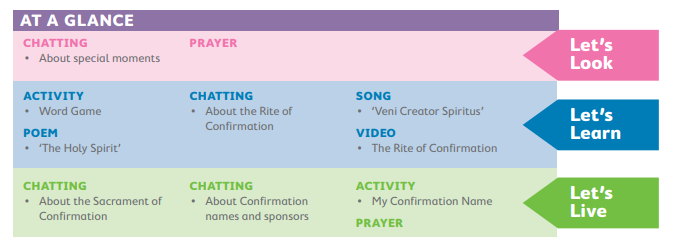 AT A GLANCE
CHATTING
• About special moments
PRAYER
Let's
Look
ACTIVITY
• Word Game
POEM
• 'The Holy Spirit'
CHATTING
• About the Rite of
Confirmation
SONG
• 'Veni Creator Spiritus'
VIDEO
• The Rite of Confirmation
Let's
Learn
CHATTING
• About the Sacrament of
Confirmation
CHATTING
• About Confirmation
names and sponsors
ACTIVITY
• My Confirmation Name
PRAYER
Let's
Live